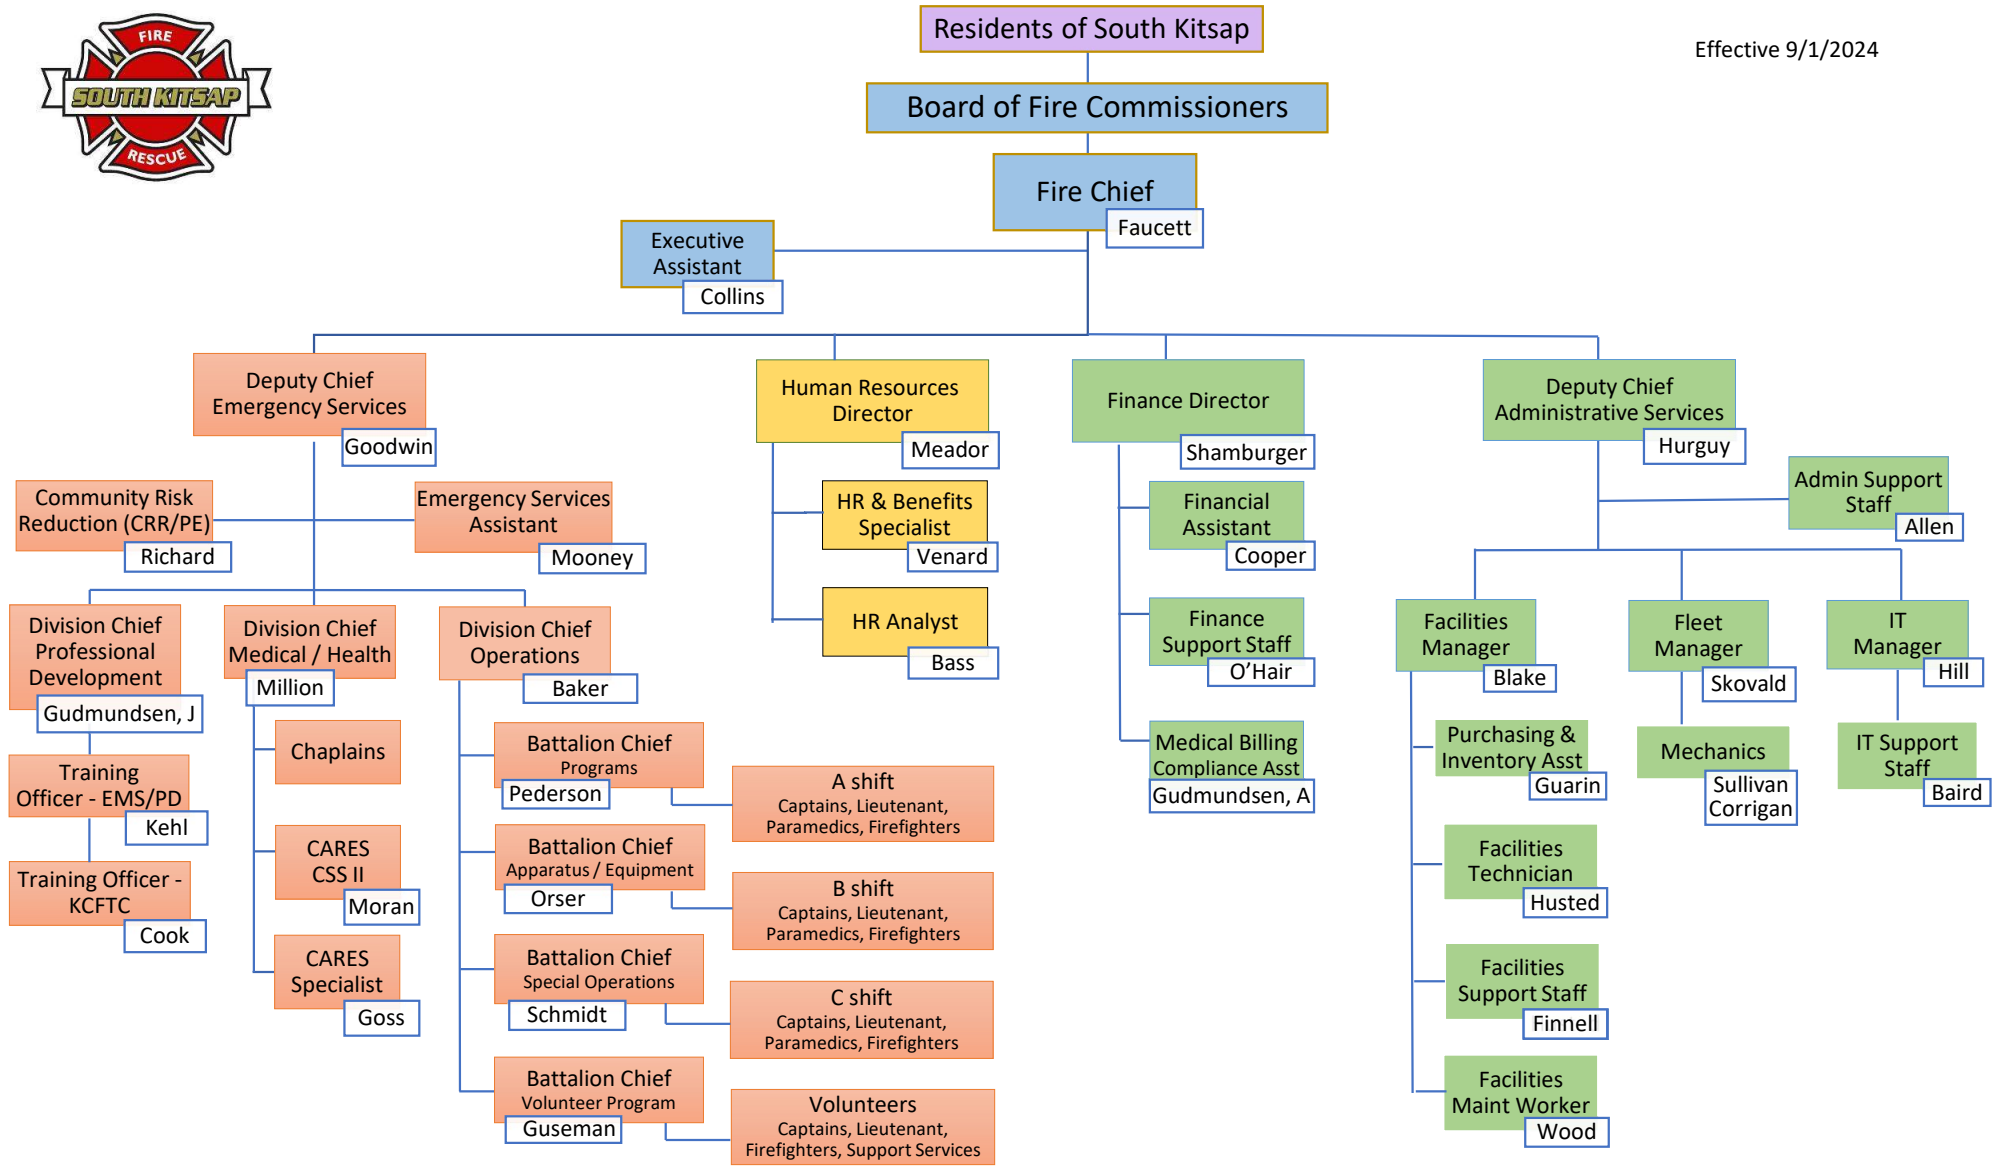 FIRE
SOUTH KITSAP
RESCUE
Residents of South Kitsap
Effective 9/1/2024
Board of Fire Commissioners
Fire Chief
Faucett
Executive
Assistant
Collins
Deputy Chief
Emergency Services
Goodwin
Human Resources
Director
Meador
Finance Director
Shamburger
Deputy Chief
Administrative Services
Hurguy
Community Risk
Reduction (CRR/PE)
Richard
Emergency Services
Assistant
Mooney
HR & Benefits
Specialist
Venard
HR Analyst
Bass
Financial
Assistant
Cooper
Finance
Support Staff
O’Hair
Medical Billing
Compliance Asst
Gudmundsen, A
Admin Support
Staff
Allen
Division Chief
Professional
Development
Gudmundsen, J
Training
Officer - EMS/PD
Kehl
Training Officer -
KCFTC
Cook
Division Chief
Medical / Health
Million
Chaplains
CARES
CSS II
Moran
CARES
Specialist
Goss
Division Chief
Operations
Baker
Battalion Chief
Programs
Pederson
A shift
Captains, Lieutenant,
Paramedics, Firefighters
Battalion Chief
Apparatus / Equipment
Orser
B shift
Captains, Lieutenant,
Paramedics, Firefighters
Battalion Chief
Special Operations
Schmidt
C shift
Captains, Lieutenant,
Paramedics, Firefighters
Battalion Chief
Volunteer Program
Guseman
Volunteers
Captains, Lieutenant,
Firefighters, Support Services
Facilities
Manager
Blake
Purchasing &
Inventory Asst
Guarin
Facilities
Technician
Husted
Facilities
Support Staff
Finnell
Facilities
Maint Worker
Wood
Fleet
Manager
Skovald
Mechanics
Sullivan
Corrigan
IT
Manager
Hill
IT Support
Staff
Baird